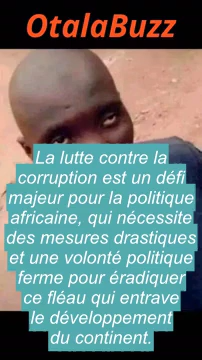 OtalaBuzz
La lutte contre la
corruption est un défi
majeur pour la politique
africaine, qui nécessite
des mesures drastiques
et une volonté politique
ferme pour éradiquer
ce fléau qui entrave
le développement
du continent.